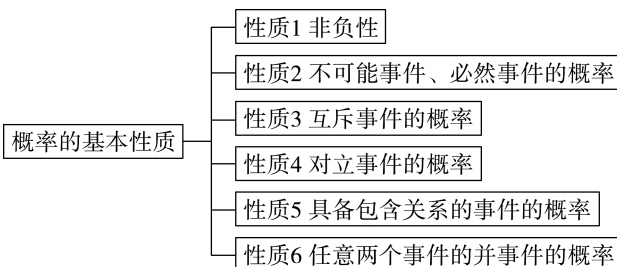 性质1 非负性
性质2 不可能事件、必然事件的概率
性质3 互斥事件的概率
概率的基本性质
性质4 对立事件的概率
性质5 具备包含关系的事件的概率
性质6 任意两个事件的并事件的概率